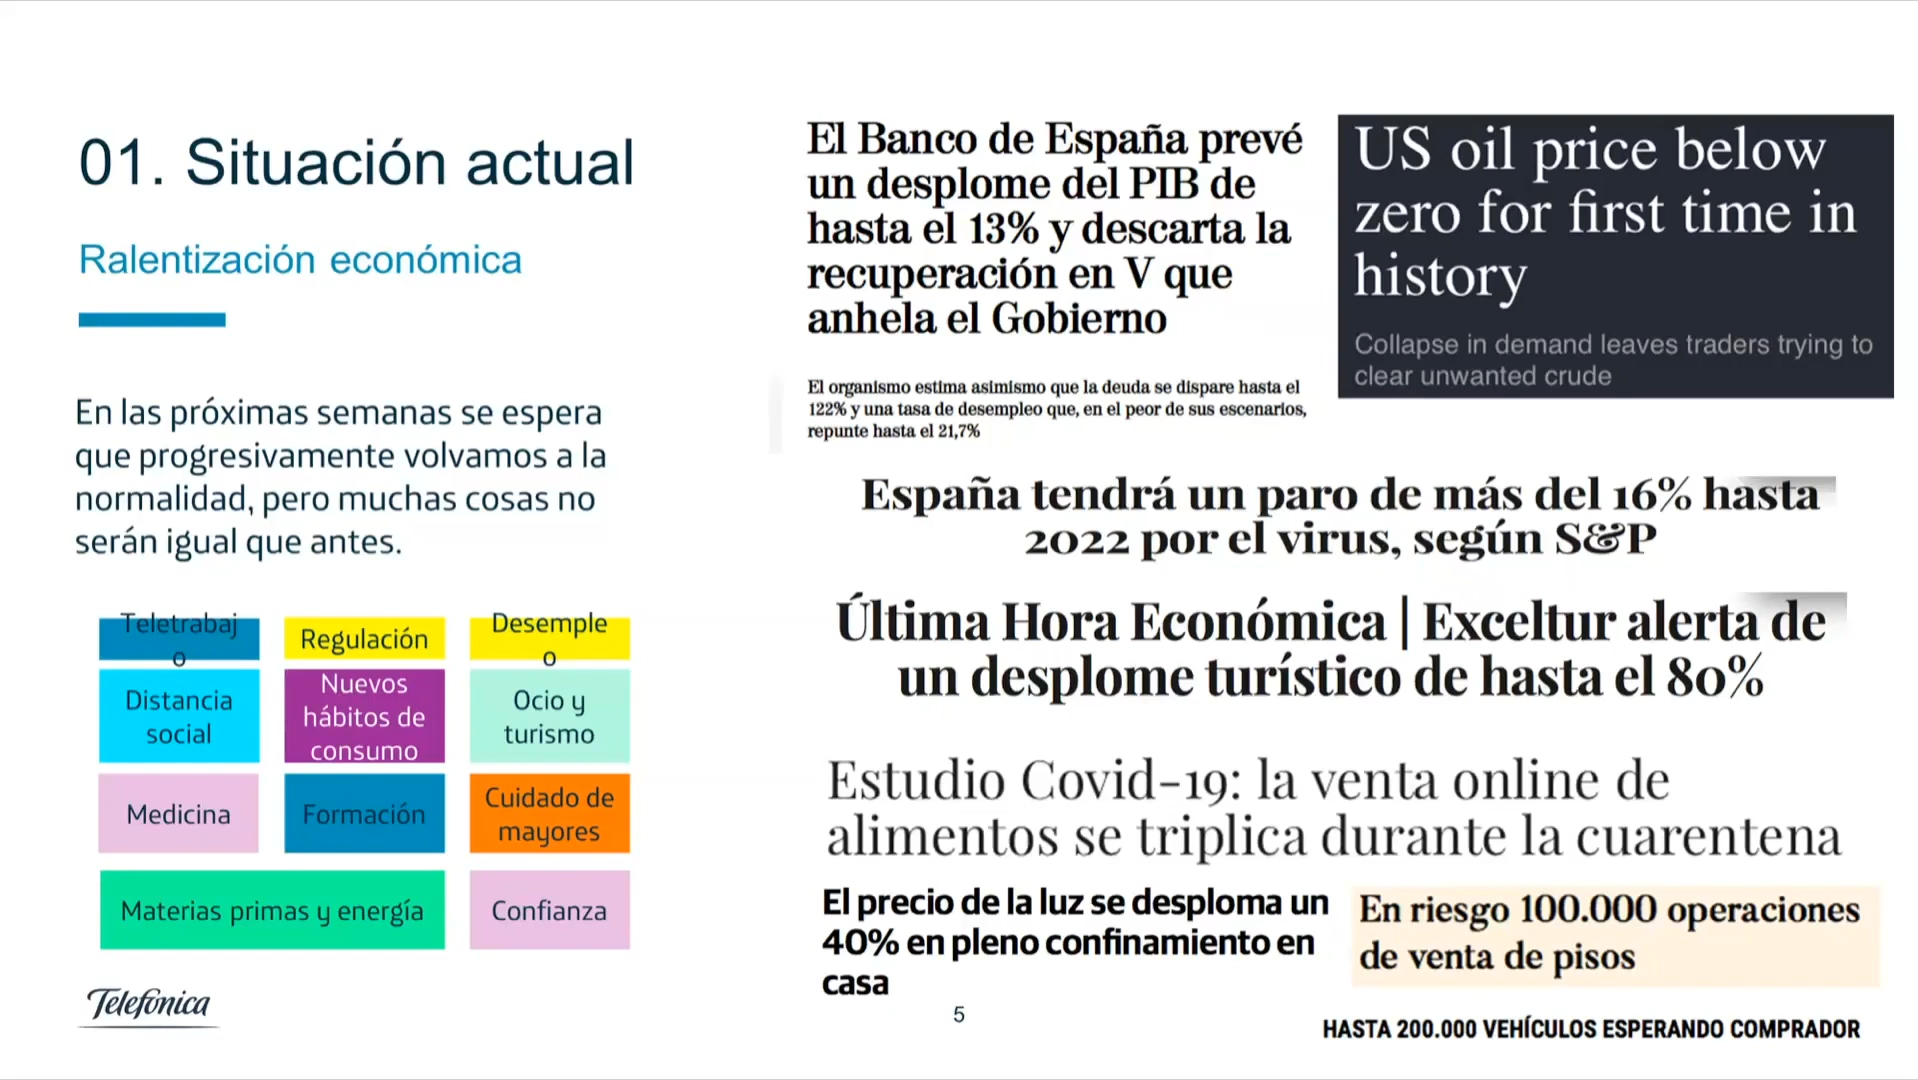 01. Situación actual
Ralentización económica
En las próximas semanas se espera
que progresivamente volvamos a la
normalidad, pero muchas cosas no
serán igual que antes.
Teletrabaj
o
Regulación
Desemple
o
Distancia
social
Nuevos
hábitos de
consumo
Ocio y
turismo
Medicina
Formación
Cuidado de
mayores
Materias primas y energía
Confianza
Telefónica
El Banco de España prevé
un desplome del PIB de
hasta el 13% y descarta la
recuperación en V que
anhela el Gobierno
El organismo estima asimismo que la deuda se dispare hasta el
122% y una tasa de desempleo que, en el peor de sus escenarios,
repunte hasta el 21,7%
US oil price below
zero for first time in
history
Collapse in demand leaves traders trying to
clear unwanted crude
España tendrá un paro de más del 16% hasta
2022 por el virus, según S&P
Última Hora Económica | Exceltur alerta de
un desplome turístico de hasta el 80%
Estudio Covid-19: la venta online de
alimentos se triplica durante la cuarentena
El precio de la luz se desploma un
40% en pleno confinamiento en
casa
En riesgo 100.000 operaciones
de venta de pisos
5
HASTA 200.000 VEHÍCULOS ESPERANDO COMPRADOR